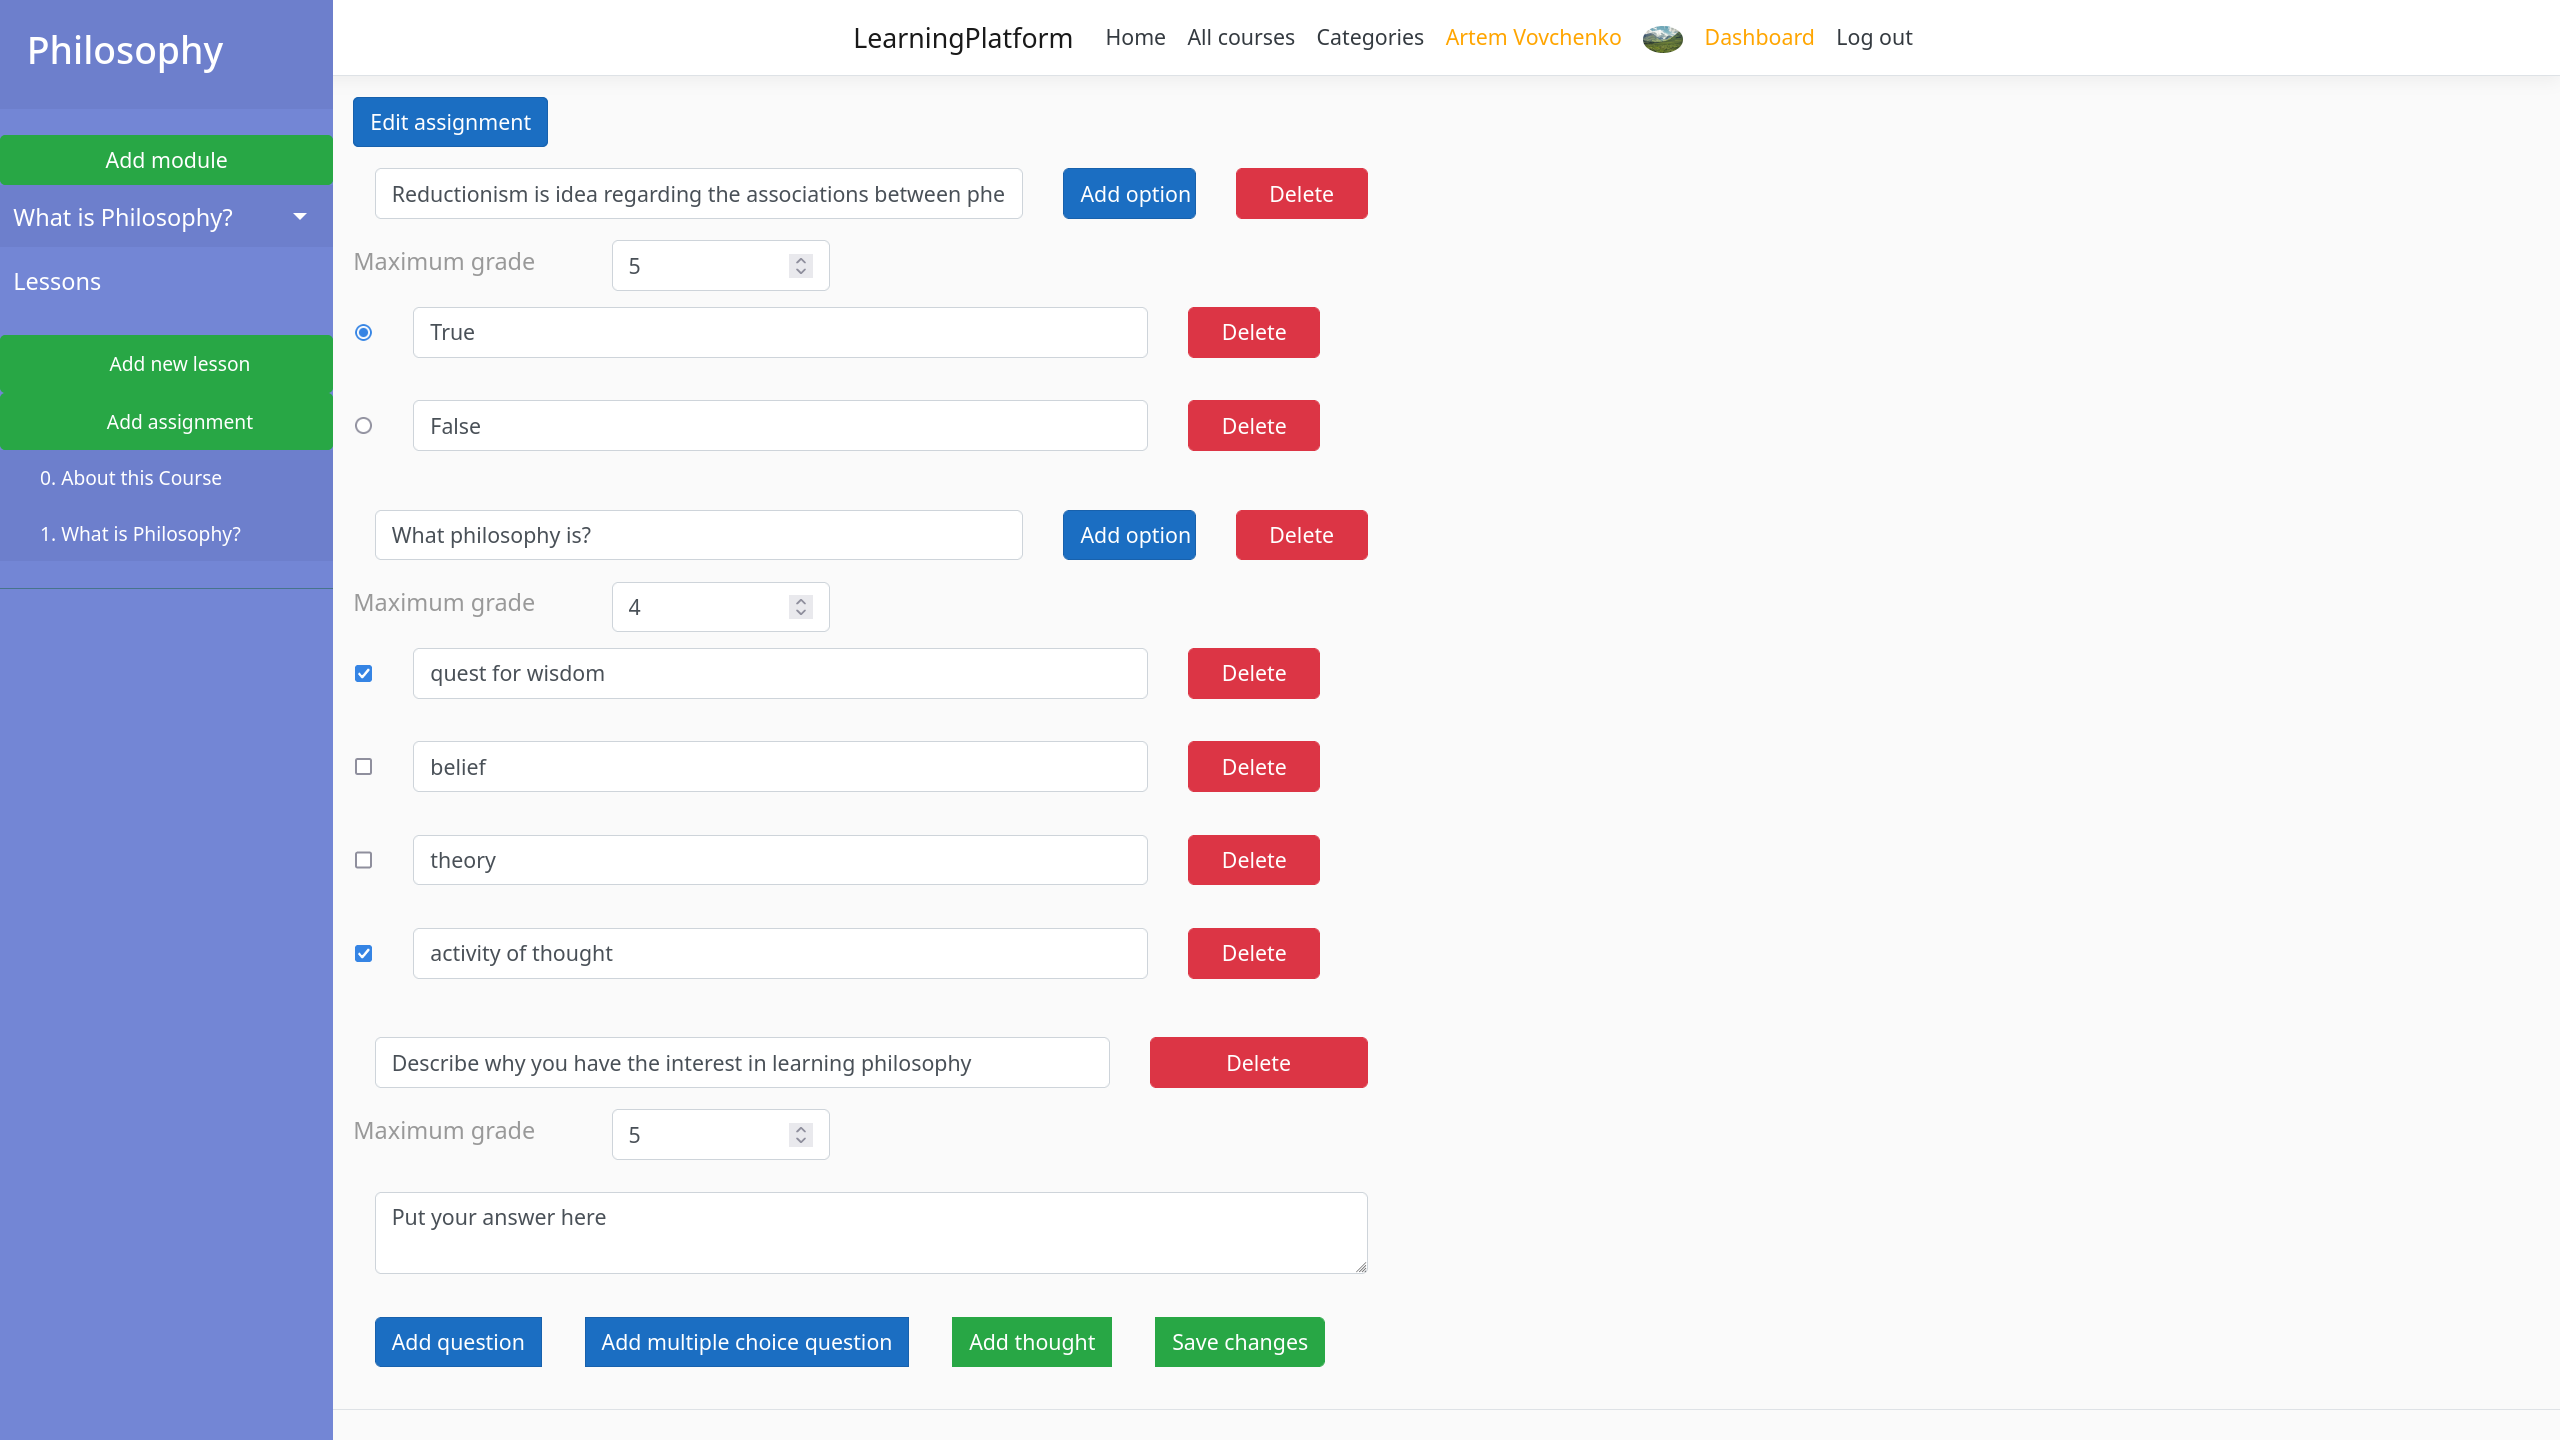 Philosophy
Add module
What is Philosophy?
Lessons
Add new lesson
Add assignment
0. About this Course
1. What is Philosophy?
LearningPlatform Home All courses Categories Artem Vovchenko Dashboard Log out
Edit assignment
Reductionism is idea regarding the associations between phe Add option Delete
Maximum grade 5
True Delete
False Delete
What philosophy is? Add option Delete
Maximum grade 4
quest for wisdom Delete
belief Delete
theory Delete
activity of thought Delete
Describe why you have the interest in learning philosophy Delete
Maximum grade 5
Put your answer here
Add question Add multiple choice question Add thought Save changes